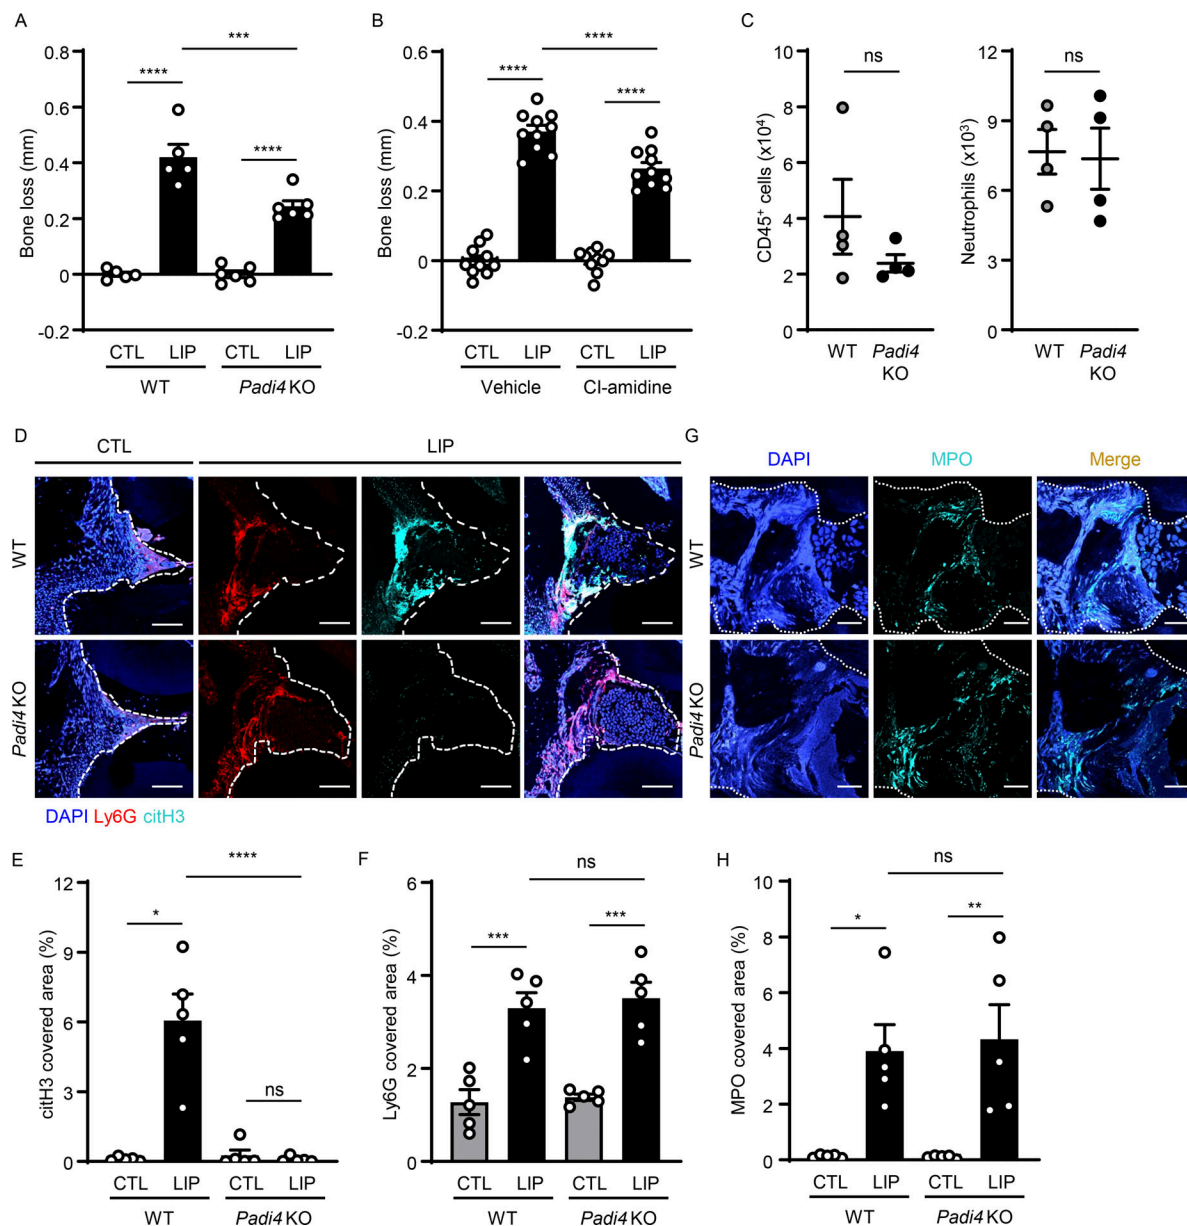 A
Bone loss (mm)
0.8
0.6
0.4
0.2
0
-0.2
***
****
****
CTL LIP CTL LIP
WT Padi4 KO
B
Bone loss (mm)
0.6
0.4
0.2
0
-0.2
****
****
****
CTL LIP CTL LIP
Vehicle Cl-amidine
C
CD45+ cells (x10⁴)
10
8
6
4
2
0
ns
WT Padi4
KO
Neutrophils (x10³)
12
9
6
3
0
ns
WT Padi4
KO
D
CTL LIP
WT
Padi4 KO
DAPI Ly6G citH3
G
DAPI MPO Merge
WT
Padi4 KO
E
citH3 covered area (%)
12
9
6
3
0
****
*
ns
CTL LIP CTL LIP
WT Padi4 KO
F
Ly6G covered area (%)
6
4
2
0
ns
***
***
CTL LIP CTL LIP
WT Padi4 KO
H
MPO covered area (%)
10
8
6
4
2
0
ns
*
**
CTL LIP CTL LIP
WT Padi4 KO